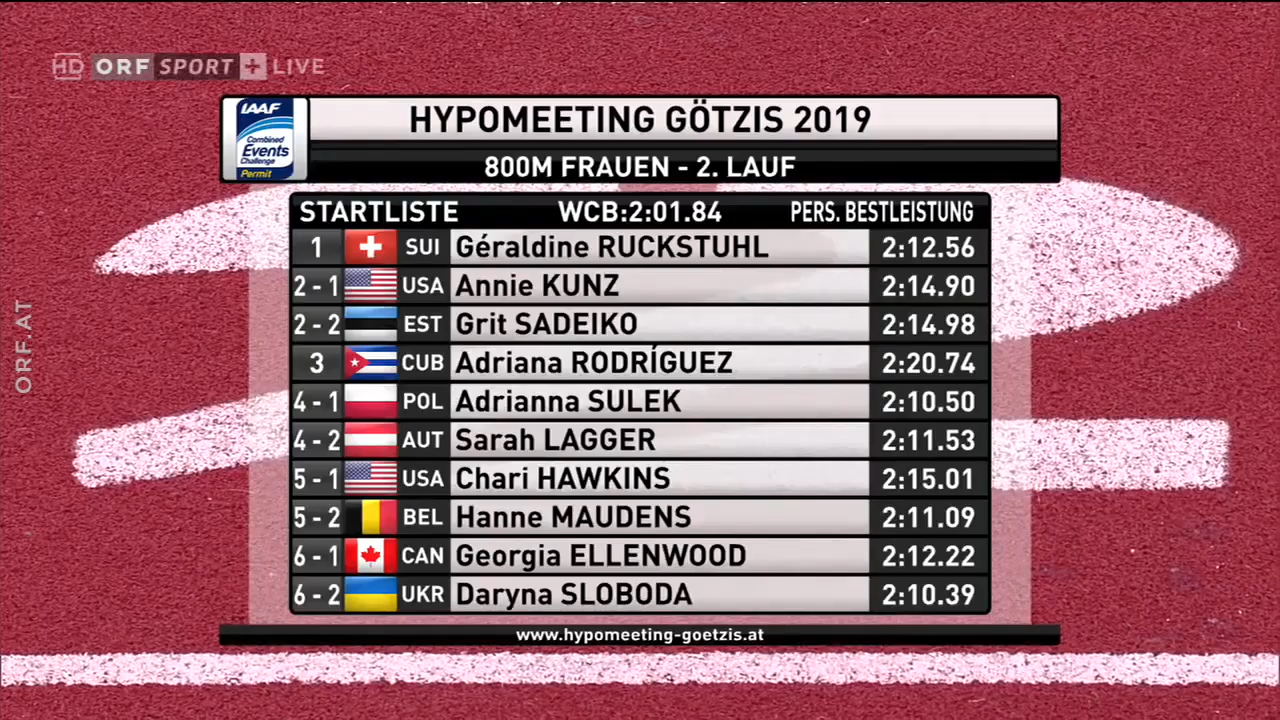 HD ORF SPORT + LIVE
IAAF
Combined
Events
Challenge
Permit
HYPOMEETING GÖTZIS 2019
800M FRAUEN - 2. LAUF
STARTLISTE WCB:2:01.84 PERS. BESTLEISTUNG
1 SUI Géraldine RUCKSTUHL 2:12.56
2 - 1 USA Annie KUNZ 2:14.90
2 - 2 EST Grit SADEIKO 2:14.98
3 CUB Adriana RODRÍGUEZ 2:20.74
4 - 1 POL Adrianna SULEK 2:10.50
4 - 2 AUT Sarah LAGGER 2:11.53
5 - 1 USA Chari HAWKINS 2:15.01
5 - 2 BEL Hanne MAUDENS 2:11.09
6 - 1 CAN Georgia ELLENWOOD 2:12.22
6 - 2 UKR Daryna SLOBODA 2:10.39
www.hypomeeting-goetzis.at
ORF.AT